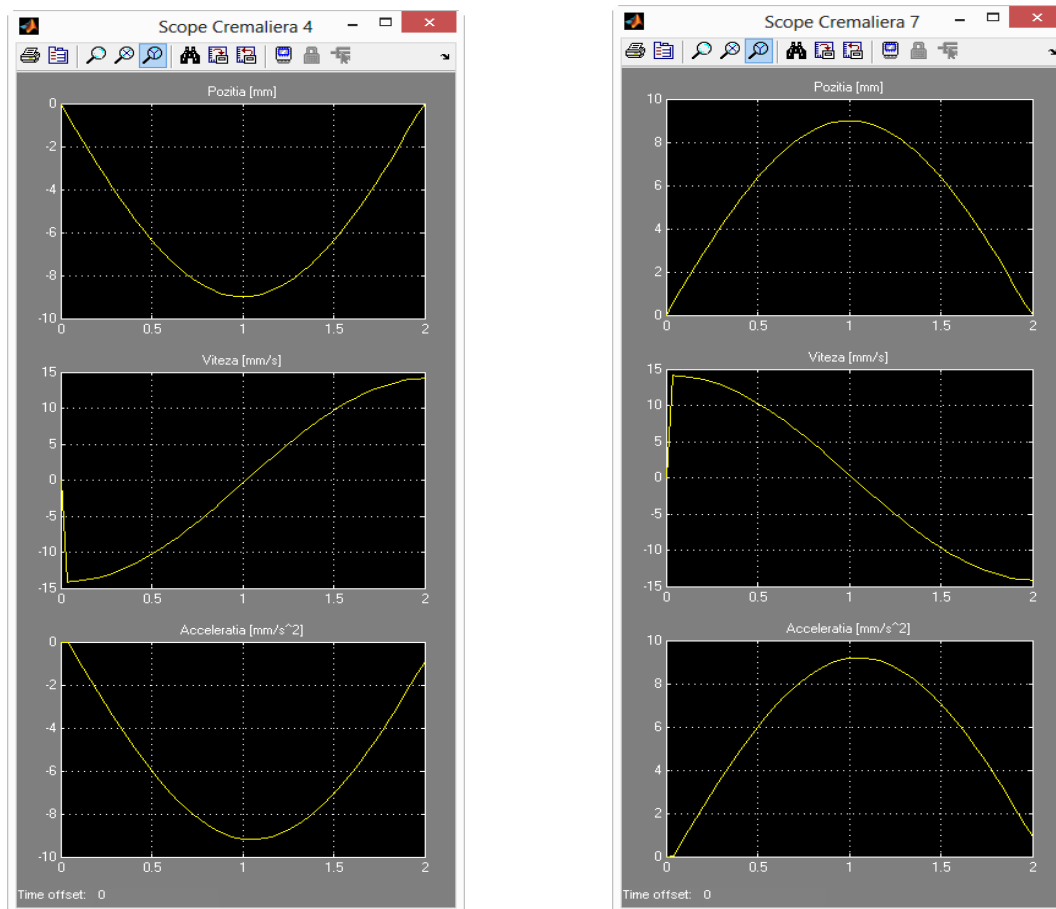 Scope Cremaliera 4
Pozitia [mm]
0
-2
-4
-6
-8
-10
0 0.5 1 1.5 2
Viteza [mm/s]
15
10
5
0
-5
-10
-15
0 0.5 1 1.5 2
Acceleratia [mm/s^2]
0
-2
-4
-6
-8
-10
0 0.5 1 1.5 2
Time offset: 0
Scope Cremaliera 7
Pozitia [mm]
10
8
6
4
2
0
0 0.5 1 1.5 2
Viteza [mm/s]
15
10
5
0
-5
-10
-15
0 0.5 1 1.5 2
Acceleratia [mm/s^2]
10
8
6
4
2
0
0 0.5 1 1.5 2
Time offset: 0